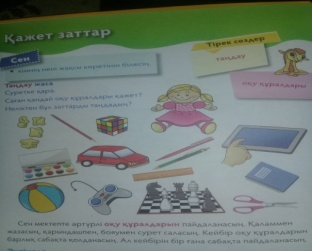 Қажет заттар
Тірек сөздер
Сен
таңдау
оқу құралдары
Таңдау жаса
Суретке қара.
Саған қандай оқу құралдары қажет?
Неліктен бұл заттарды таңдадың?
Сен мектепте әртүрлі оқу құралдарын пайдаланасың. Қаламмен
жазасың, қарындашпен, бояумен сурет саласың. Кейбір оқу құралдарын
барлық сабақта қолданасың. Ал кейбірін бір ғана сабақта пайдаланасың.